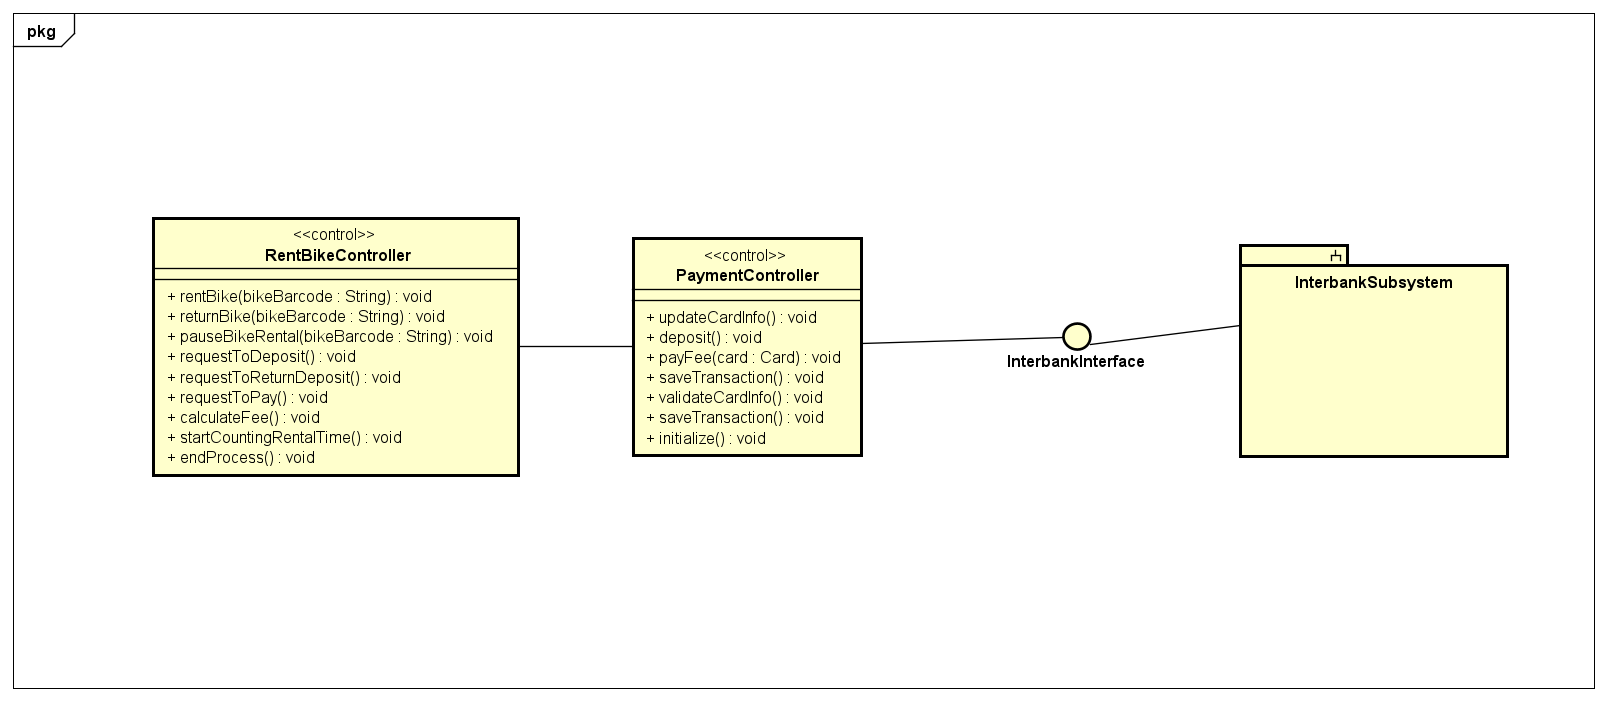 pkg
<<control>>
RentBikeController
+ rentBike(bikeBarcode : String) : void
+ returnBike(bikeBarcode : String) : void
+ pauseBikeRental(bikeBarcode : String) : void
+ requestToDeposit() : void
+ requestToReturnDeposit() : void
+ requestToPay() : void
+ calculateFee() : void
+ startCountingRentalTime() : void
+ endProcess() : void
<<control>>
PaymentController
+ updateCardInfo() : void
+ deposit() : void
+ payFee(card : Card) : void
+ saveTransaction() : void
+ validateCardInfo() : void
+ saveTransaction() : void
+ initialize() : void
InterbankInterface
InterbankSubsystem